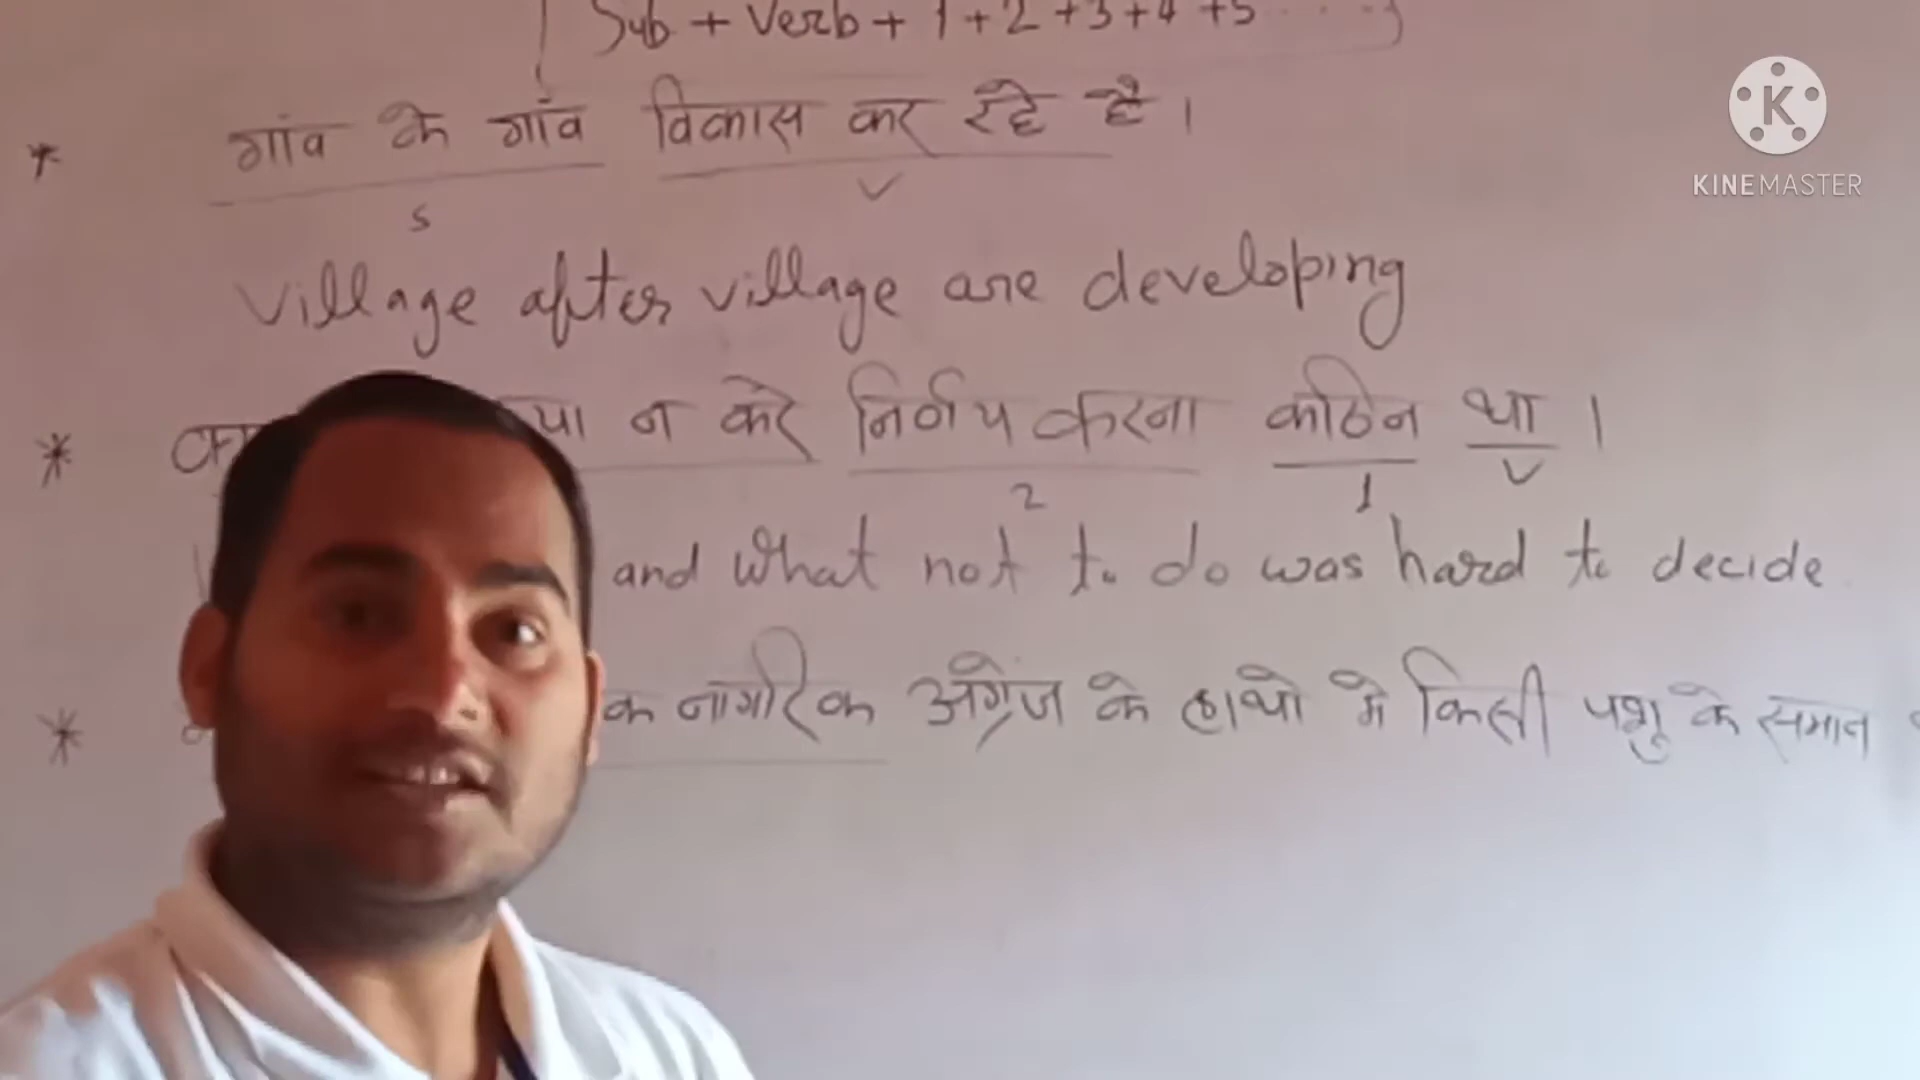 Sub + Verb + 1 + 2 + 3 + 4 + 5 . . . . }
K
KINEMASTER
* गांव के गांव विकास कर रहे है ।
S V
village after village are developing
* या न करे निर्णय करना कठिन था ।
2 1 V
and what not to do was hard to decide
* क नागरिक अंग्रेज के हाथो मे किसी पशु के समान